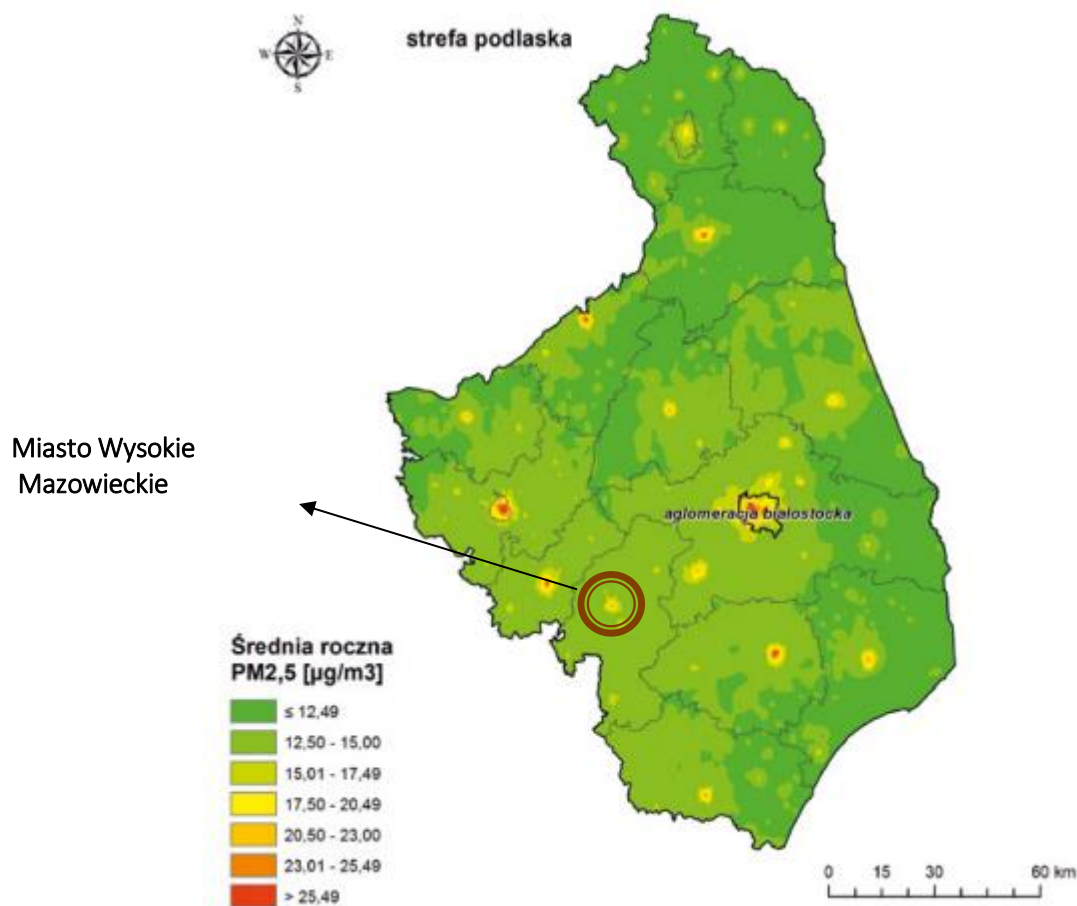 N
W E
S
strefa podlaska
Miasto Wysokie
Mazowieckie
aglomeracja białostocka
Średnia roczna
PM2,5 [µg/m3]
≤ 12,49
12,50 - 15,00
15,01 - 17,49
17,50 - 20,49
20,50 - 23,00
23,01 - 25,49
> 25,49
0 15 30 60 km